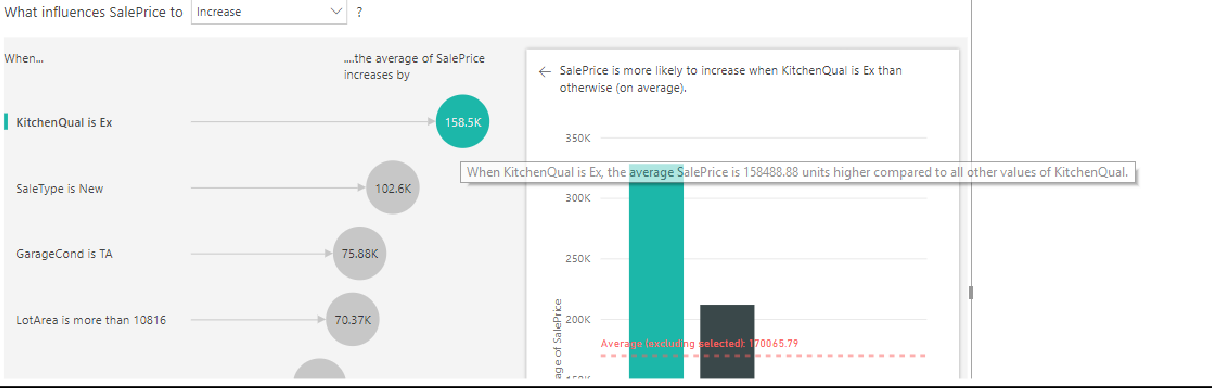 What influences SalePrice to Increase ?
When... ....the average of SalePrice
increases by
KitchenQual is Ex 158.5K
SaleType is New 102.6K
GarageCond is TA 75.88K
LotArea is more than 10816 70.37K
SalePrice is more likely to increase when KitchenQual is Ex than
otherwise (on average).
350K
When KitchenQual is Ex, the average SalePrice is 158488.88 units higher compared to all other values of KitchenQual.
300K
250K
200K
Average (excluding selected): 170065.79
age of SalePrice
150K